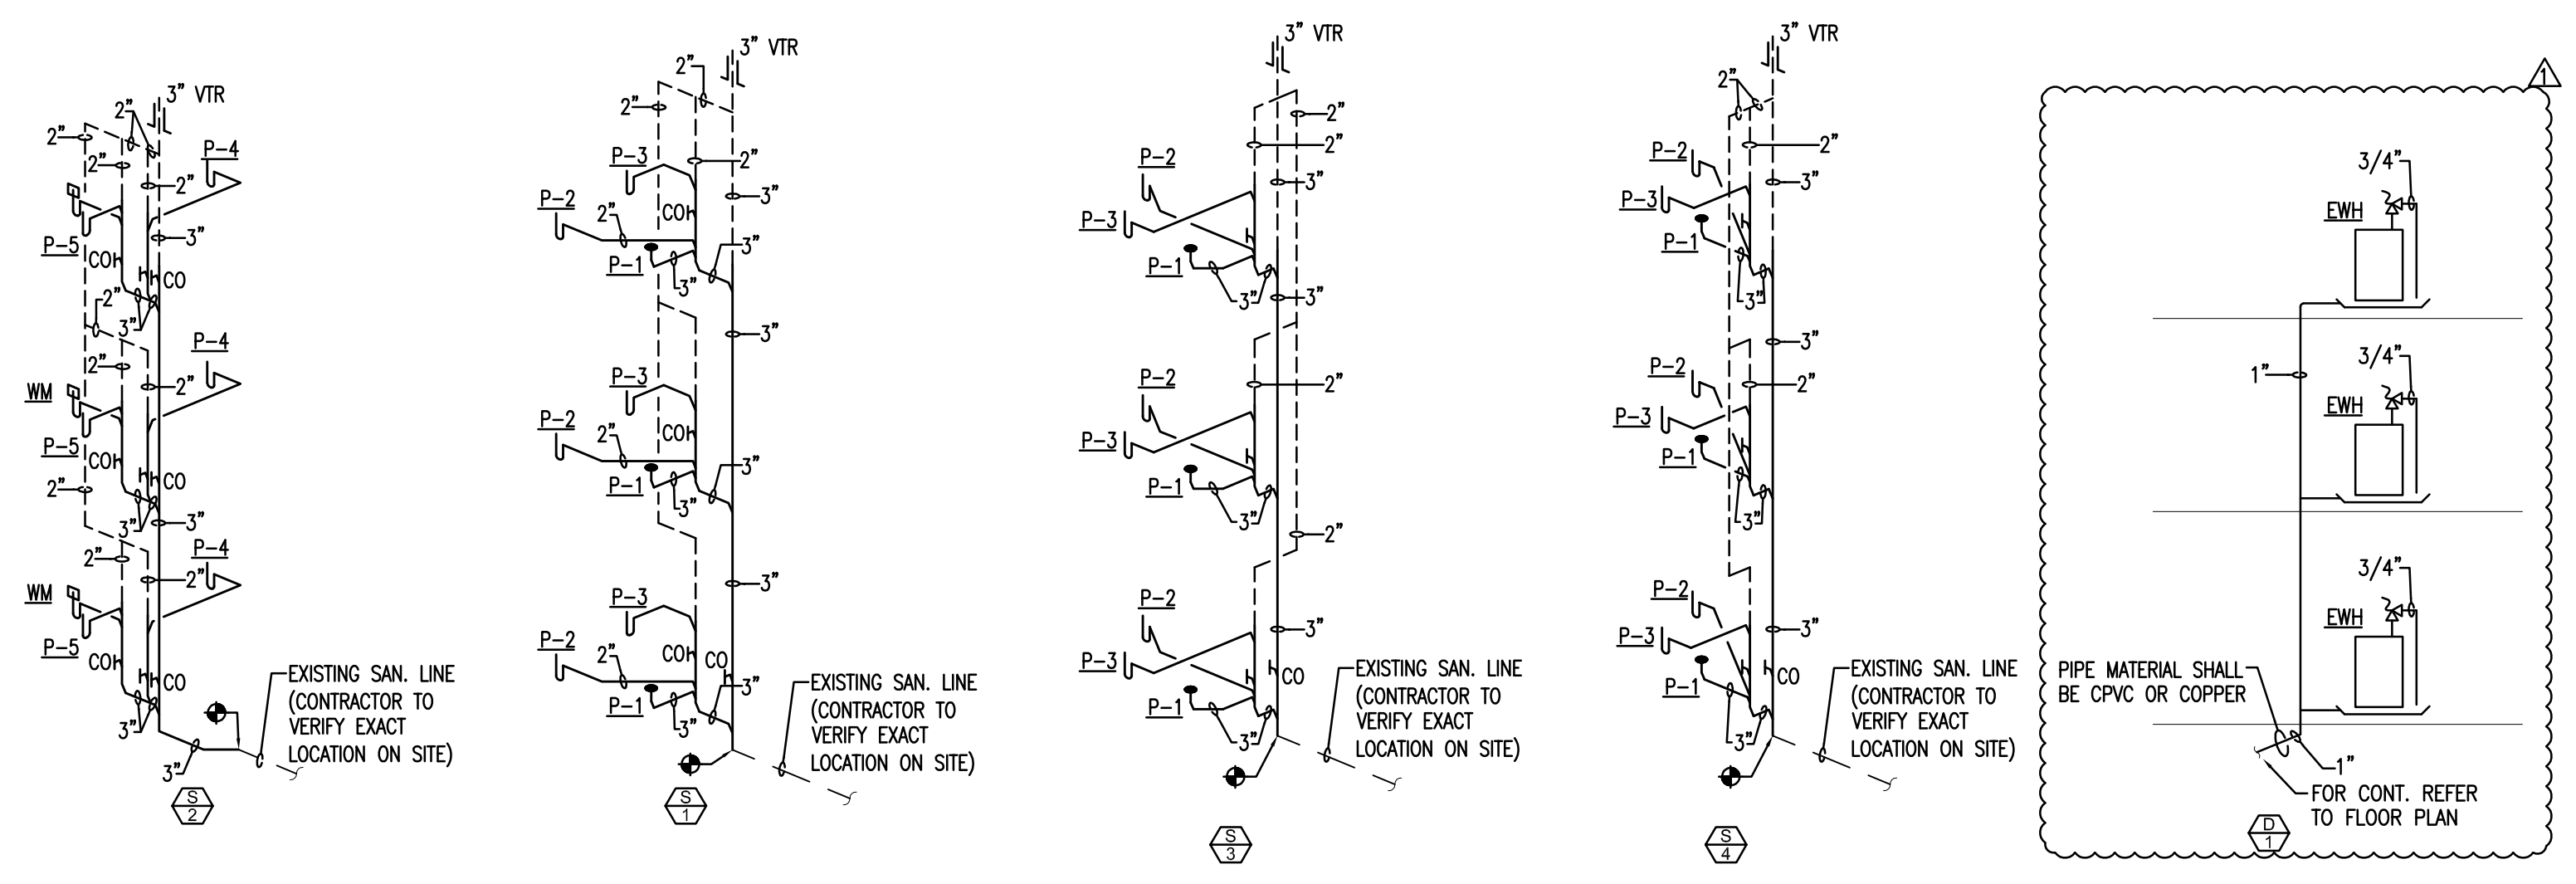 3" VTR
2"
2"
2"
P-4
2"
3"
P-5
CO
CO
2"
3"
P-4
2"
2"
WM
P-5
CO
CO
2"
3"
3"
P-4
2"
2"
WM
P-5
CO
CO
3"
3"
EXISTING SAN. LINE
(CONTRACTOR TO
VERIFY EXACT
LOCATION ON SITE)
S
2
3" VTR
2"
2"
P-3
2"
P-2
3"
2"
CO
3"
P-1
3"
3"
P-3
P-2
2"
CO
3"
P-1
3"
3"
P-3
P-2
2"
CO
CO
3"
P-1
3"
EXISTING SAN. LINE
(CONTRACTOR TO
VERIFY EXACT
LOCATION ON SITE)
S
1
3" VTR
2"
2"
P-2
3"
P-3
P-1
3"
3"
P-2
2"
P-3
P-1
3"
2"
P-2
3"
P-3
CO
P-1
3"
EXISTING SAN. LINE
(CONTRACTOR TO
VERIFY EXACT
LOCATION ON SITE)
S
3
3" VTR
2"
2"
P-2
3"
P-3
P-1
3"
3"
P-2
2"
P-3
P-1
3"
P-2
3"
P-3
CO
P-1
3"
EXISTING SAN. LINE
(CONTRACTOR TO
VERIFY EXACT
LOCATION ON SITE)
S
4
1
3/4"
EWH
1"
3/4"
EWH
3/4"
EWH
PIPE MATERIAL SHALL
BE CPVC OR COPPER
1"
FOR CONT. REFER
TO FLOOR PLAN
D
1